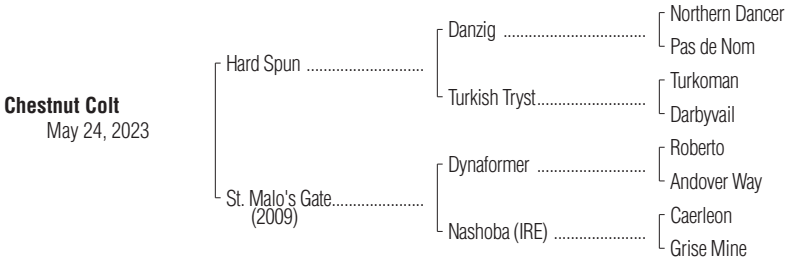 Northern Dancer
Danzig ....................................
Pas de Nom
Hard Spun ..............................
Turkoman
Turkish Tryst............................
Darbyvail
Chestnut Colt
May 24, 2023
Roberto
Dynaformer ............................
Andover Way
St. Malo's Gate........................
(2009)
Caerleon
Nashoba (IRE) ........................
Grise Mine